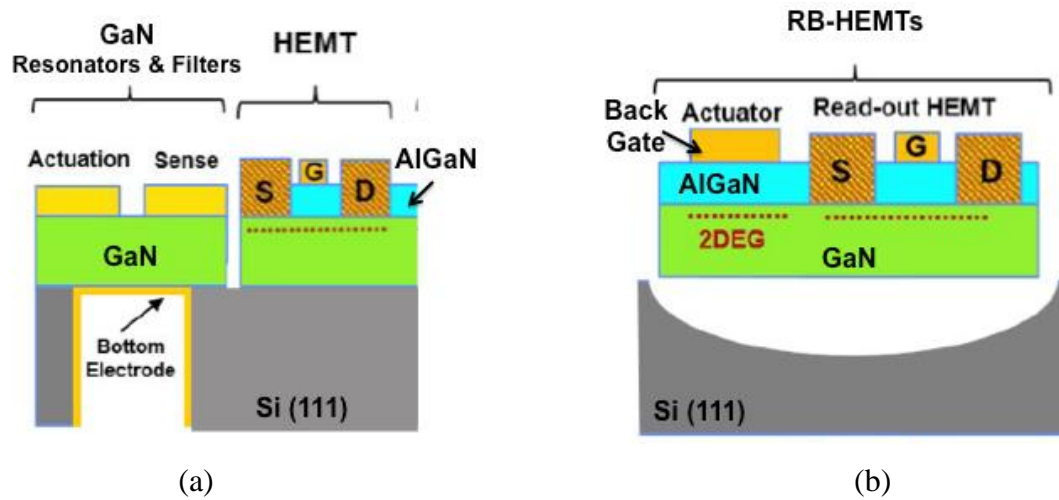 GaN
Resonators & Filters
HEMT
Actuation
Sense
S
G
D
AlGaN
GaN
Bottom
Electrode
Si (111)
(a)
RB-HEMTs
Back
Gate
Actuator
Read-out HEMT
AlGaN
S
G
D
2DEG
GaN
Si (111)
(b)